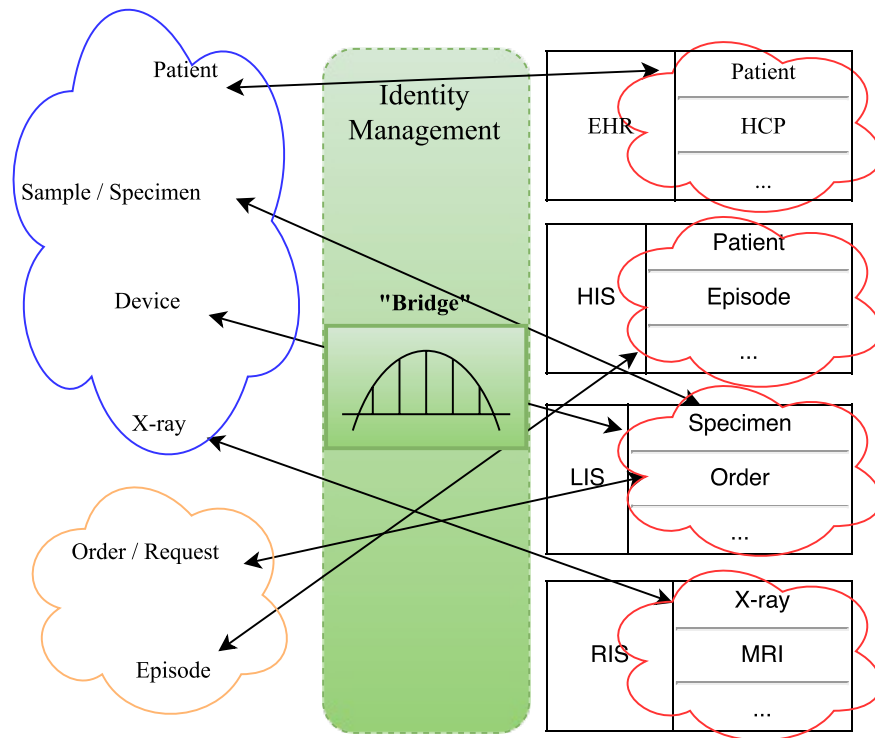 Patient
Sample / Specimen
Device
X-ray
Order / Request
Episode
Identity
Management
"Bridge"
EHR
Patient
HCP
...
HIS
Patient
Episode
...
LIS
Specimen
Order
...
RIS
X-ray
MRI
...